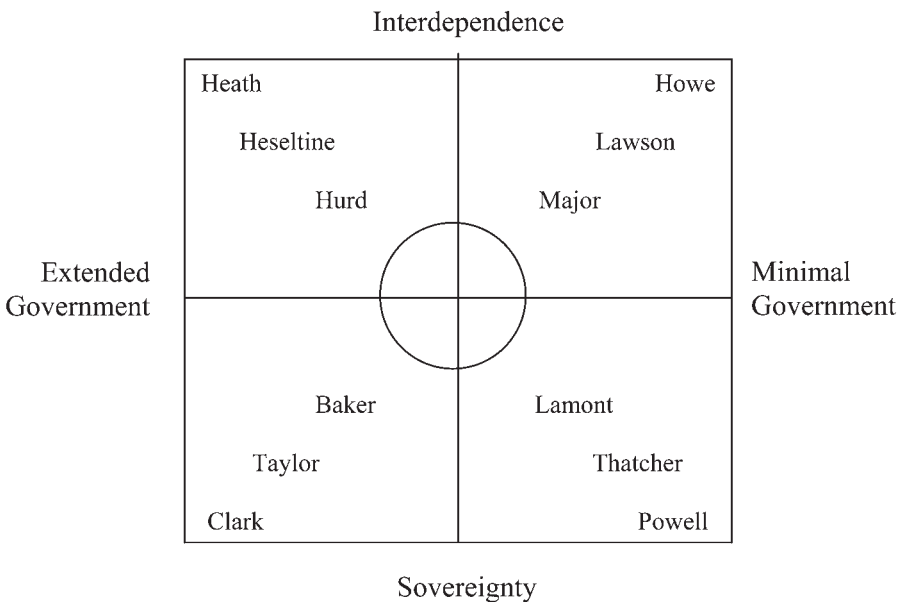 Interdependence
Heath
Howe
Heseltine
Lawson
Hurd
Major
Extended
Government
Minimal
Government
Baker
Lamont
Taylor
Thatcher
Clark
Powell
Sovereignty